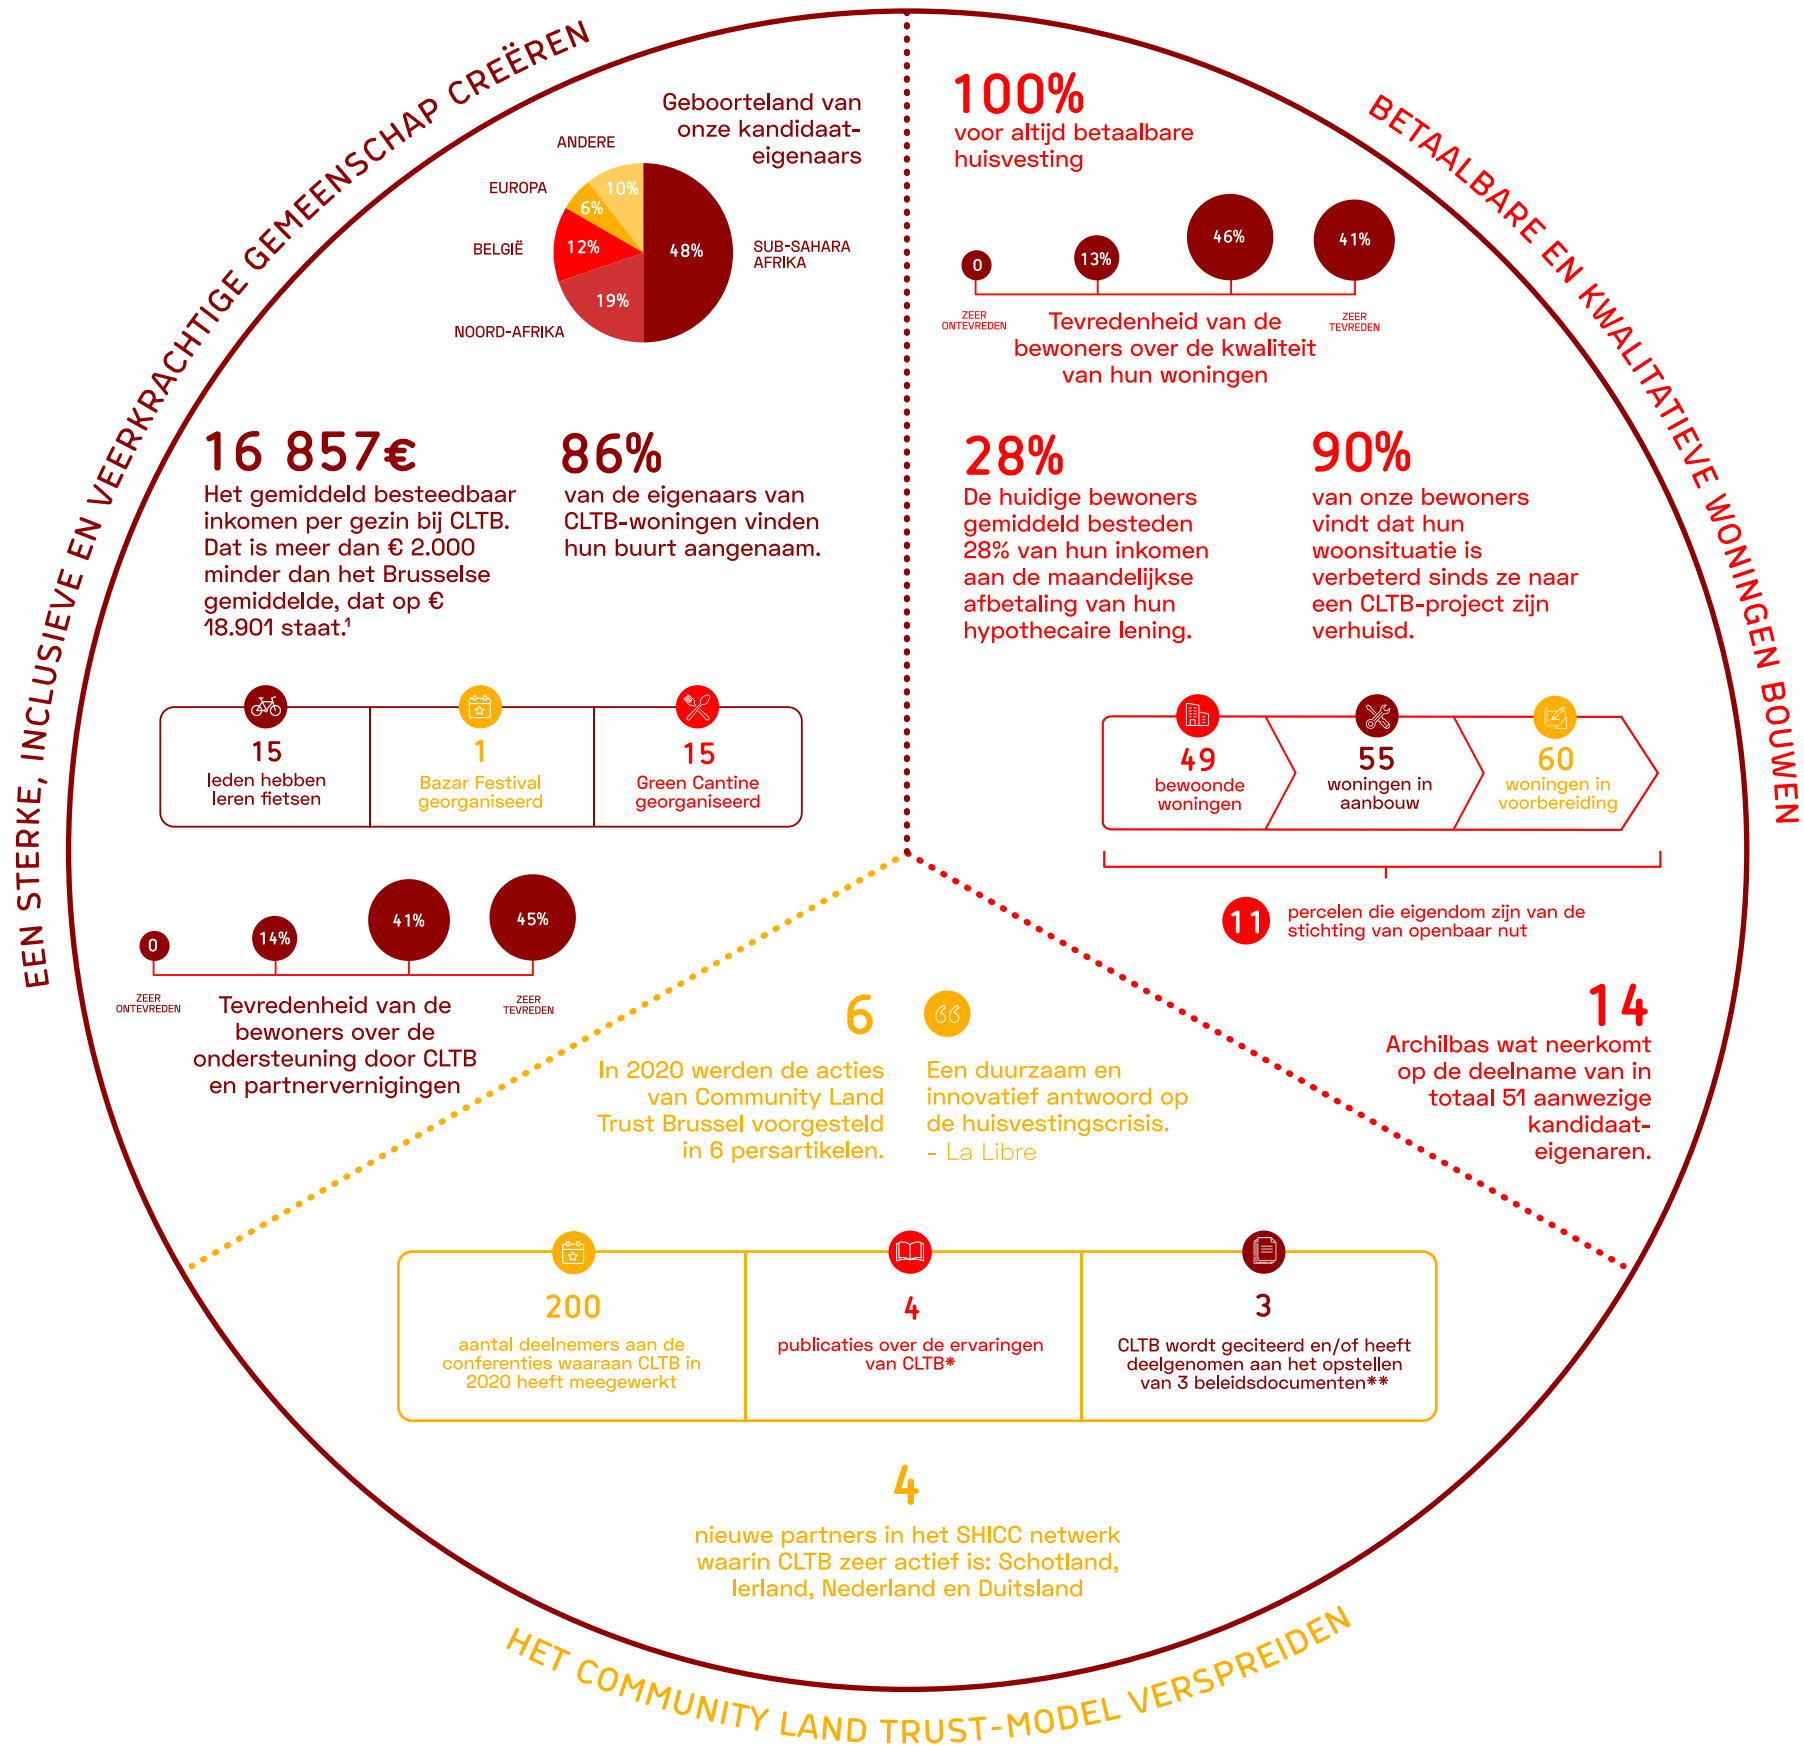 EEN STERKE, INCLUSIEVE EN VEERKRACHTIGE GEMEENSCHAP CREËREN
Geboorteland van
onze kandidaat-
eigenaars
ANDERE
10%
EUROPA
6%
BELGIË
12%
48%
SUB-SAHARA
AFRIKA
19%
NOORD-AFRIKA
16 857€
Het gemiddeld besteedbaar
inkomen per gezin bij CLTB.
Dat is meer dan € 2.000
minder dan het Brusselse
gemiddelde, dat op €
18.901 staat.¹
86%
van de eigenaars van
CLTB-woningen vinden
hun buurt aangenaam.
15
leden hebben
leren fietsen
1
Bazar Festival
georganiseerd
15
Green Cantine
georganiseerd
0
14%
41%
45%
ZEER
ONTEVREDEN
ZEER
TEVREDEN
Tevredenheid van de
bewoners over de
ondersteuning door CLTB
en partnervernigingen
BETAALBARE EN KWALITATIEVE WONINGEN BOUWEN
100%
voor altijd betaalbare
huisvesting
0
13%
46%
41%
ZEER
ONTEVREDEN
ZEER
TEVREDEN
Tevredenheid van de
bewoners over de kwaliteit
van hun woningen
28%
De huidige bewoners
gemiddeld besteden
28% van hun inkomen
aan de maandelijkse
afbetaling van hun
hypothecaire lening.
90%
van onze bewoners
vindt dat hun
woonsituatie is
verbeterd sinds ze naar
een CLTB-project zijn
verhuisd.
49
bewoonde
woningen
55
woningen in
aanbouw
60
woningen in
voorbereiding
11
percelen die eigendom zijn van de
stichting van openbaar nut
14
Archilbas wat neerkomt
op de deelname van in
totaal 51 aanwezige
kandidaat-
eigenaren.
6
In 2020 werden de acties
van Community Land
Trust Brussel voorgesteld
in 6 persartikelen.
66
Een duurzaam en
innovatief antwoord op
de huisvestingscrisis.
- La Libre
200
aantal deelnemers aan de
conferenties waaraan CLTB in
2020 heeft meegewerkt
4
publicaties over de ervaringen
van CLTB*
3
CLTB wordt geciteerd en/of heeft
deelgenomen aan het opstellen
van 3 beleidsdocumenten**
4
nieuwe partners in het SHICC netwerk
waarin CLTB zeer actief is: Schotland,
Ierland, Nederland en Duitsland
HET COMMUNITY LAND TRUST-MODEL VERSPREIDEN